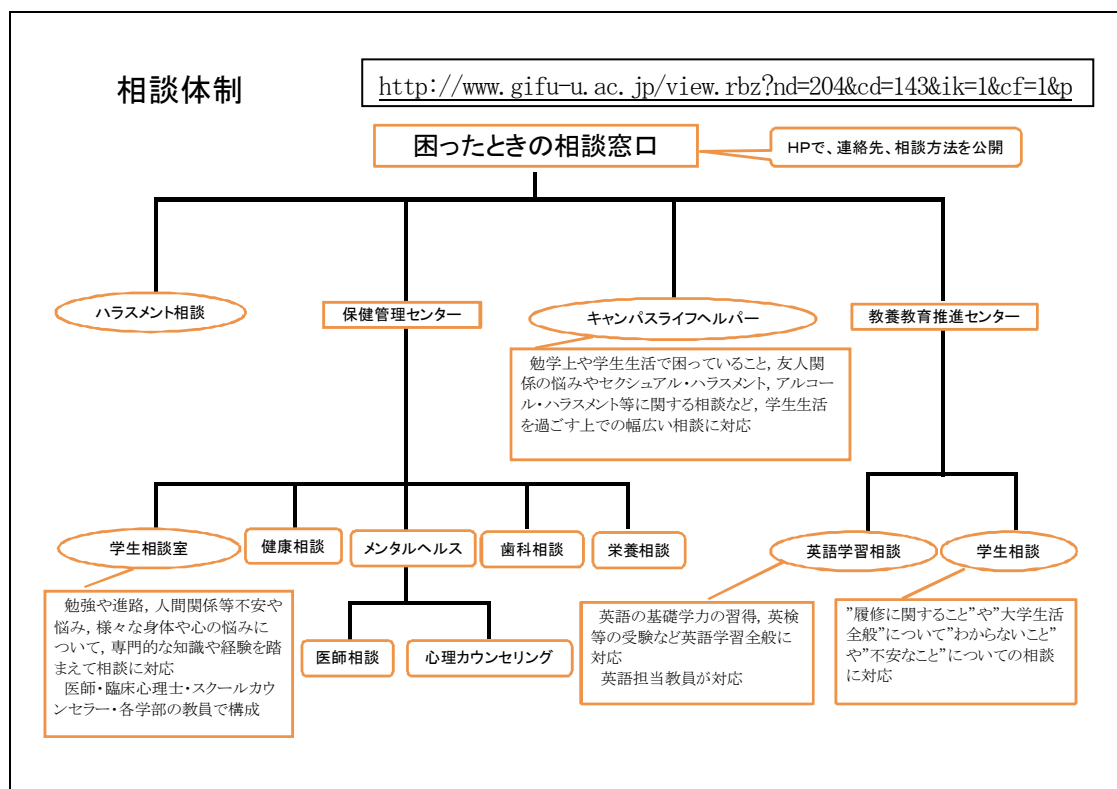 相談体制
http://www.gifu-u.ac.jp/view.rbz?nd=204&cd=143&ik=1&cf=1&p
困ったときの相談窓口
HPで、連絡先、相談方法を公開
ハラスメント相談
保健管理センター
キャンパスライフヘルパー
教養教育推進センター
勉学上や学生生活で困っていること, 友人関
係の悩みやセクシュアル・ハラスメント, アルコー
ル・ハラスメント等に関する相談など, 学生生活
を過ごす上での幅広い相談に対応
学生相談室
健康相談
メンタルヘルス
歯科相談
栄養相談
英語学習相談
学生相談
勉強や進路, 人間関係等不安や
悩み, 様々な身体や心の悩みに
ついて, 専門的な知識や経験を踏
まえて相談に対応
医師・臨床心理士・スクールカウ
ンセラー・各学部の教員で構成
医師相談
心理カウンセリング
英語の基礎学力の習得, 英検
等の受験など英語学習全般に
対応
英語担当教員が対応
”履修に関すること”や”大学生活
全般”について”わからないこと”
や”不安なこと”についての相談
に対応